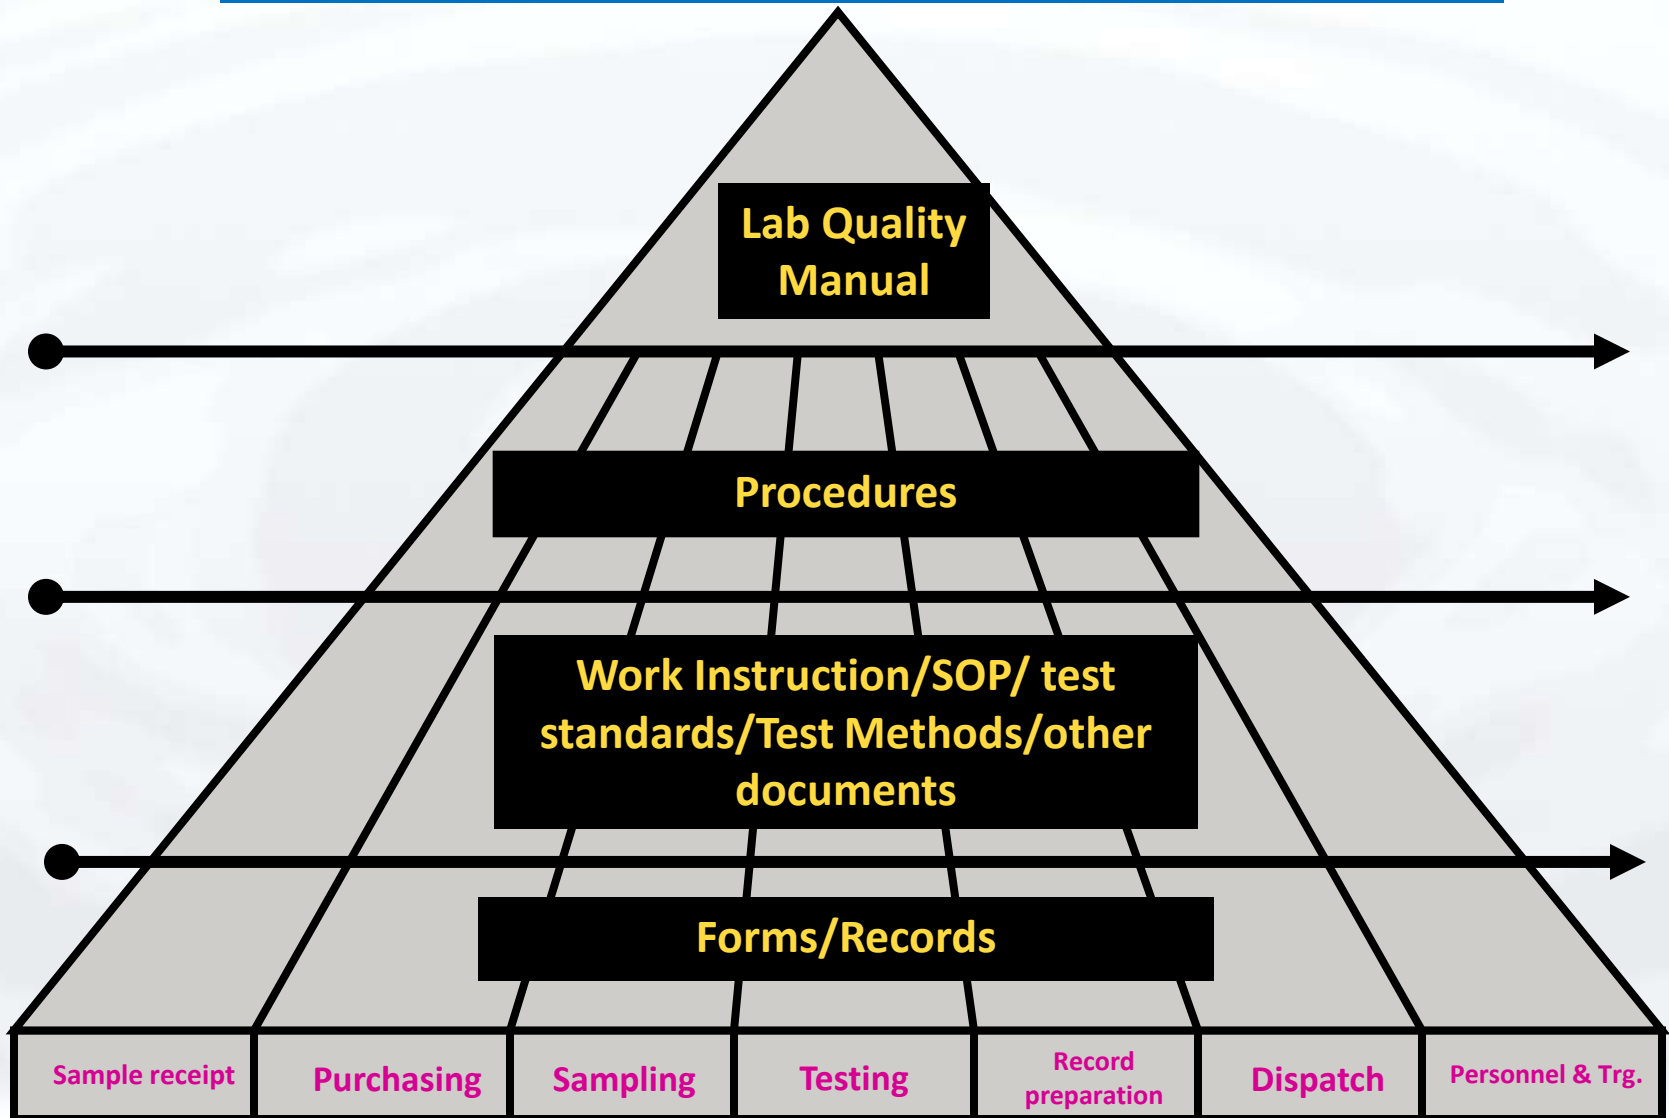 Lab Quality
Manual
Procedures
Work Instruction/SOP/ test
standards/Test Methods/other
documents
Forms/Records
Sample receipt
Purchasing
Sampling
Testing
Record
preparation
Dispatch
Personnel & Trg.